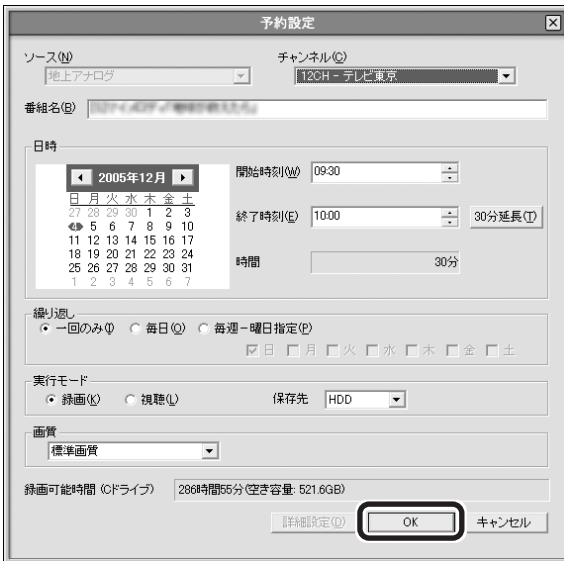 予約設定
ソース(N)
チャンネル(C)
地上アナログ
12CH - テレビ東京
番組名(B)
日時
2005年12月
日 月 火 水 木 金 土
27 28 29 30 1 2 3
4 5 6 7 8 9 10
11 12 13 14 15 16 17
18 19 20 21 22 23 24
25 26 27 28 29 30 31
1 2 3 4 5 6 7
開始時刻(W) 09:30
終了時刻(E) 10:00 30分延長(T)
時間 30分
繰り返し
一回のみ(I) 毎日(O) 毎週-曜日指定(P)
日 月 火 水 木 金 土
実行モード
録画(K) 視聴(L) 保存先 HDD
画質
標準画質
録画可能時間 (Cドライブ) 286時間55分(空き容量: 521.6GB)
詳細設定(D) OK キャンセル